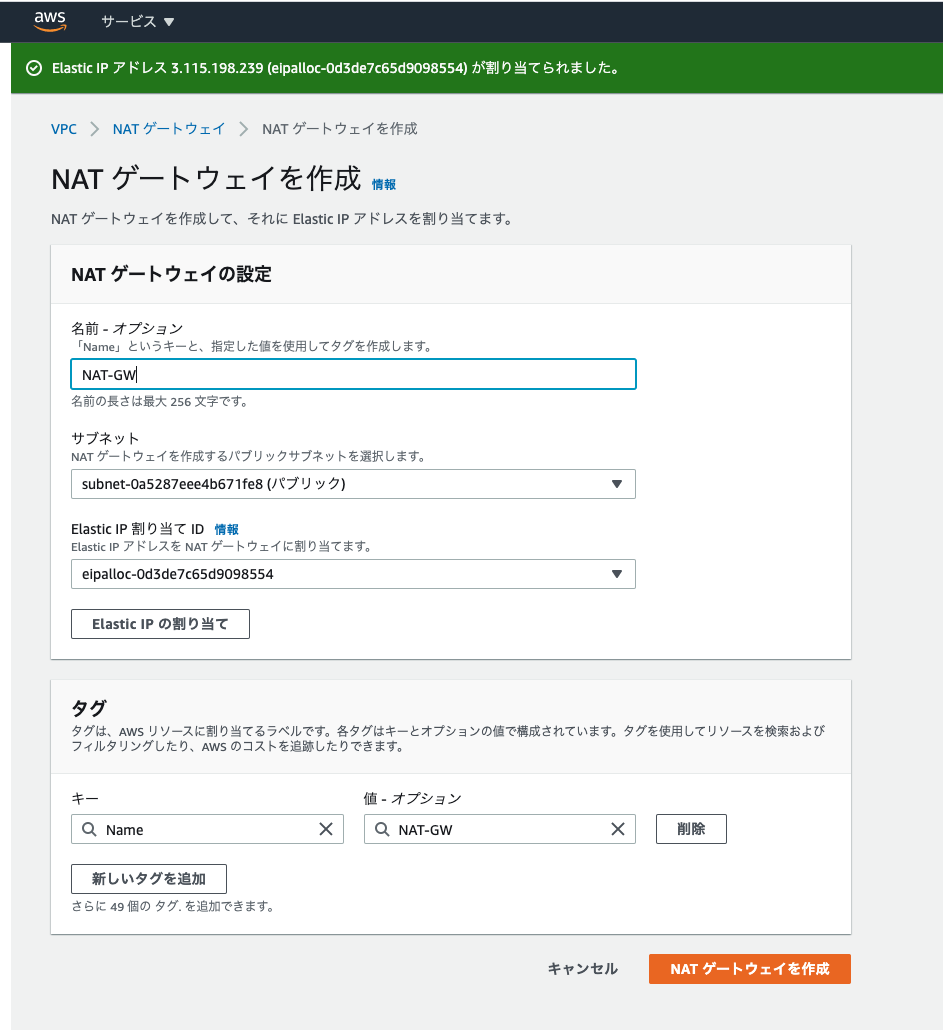 aws サービス ▼
Elastic IP アドレス 3.115.198.239 (eipalloc-0d3de7c65d9098554) が割り当てられました。
VPC > NAT ゲートウェイ > NAT ゲートウェイを作成
NAT ゲートウェイを作成 情報
NAT ゲートウェイを作成して、それに Elastic IP アドレスを割り当てます。
NAT ゲートウェイの設定
名前 - オプション
「Name」というキーと、指定した値を使用してタグを作成します。
NAT-GW
名前の長さは最大 256 文字です。
サブネット
NAT ゲートウェイを作成するパブリックサブネットを選択します。
subnet-0a5287eee4b671fe8 (パブリック) ▼
Elastic IP 割り当て ID 情報
Elastic IP アドレスを NAT ゲートウェイに割り当てます。
eipalloc-0d3de7c65d9098554 ▼
Elastic IP の割り当て
タグ
タグは、AWS リソースに割り当てるラベルです。各タグはキーとオプションの値で構成されています。タグを使用してリソースを検索および
フィルタリングしたり、AWS のコストを追跡したりできます。
キー 値 - オプション
Name NAT-GW 削除
新しいタグを追加
さらに 49 個の タグ. を追加できます。
キャンセル NAT ゲートウェイを作成